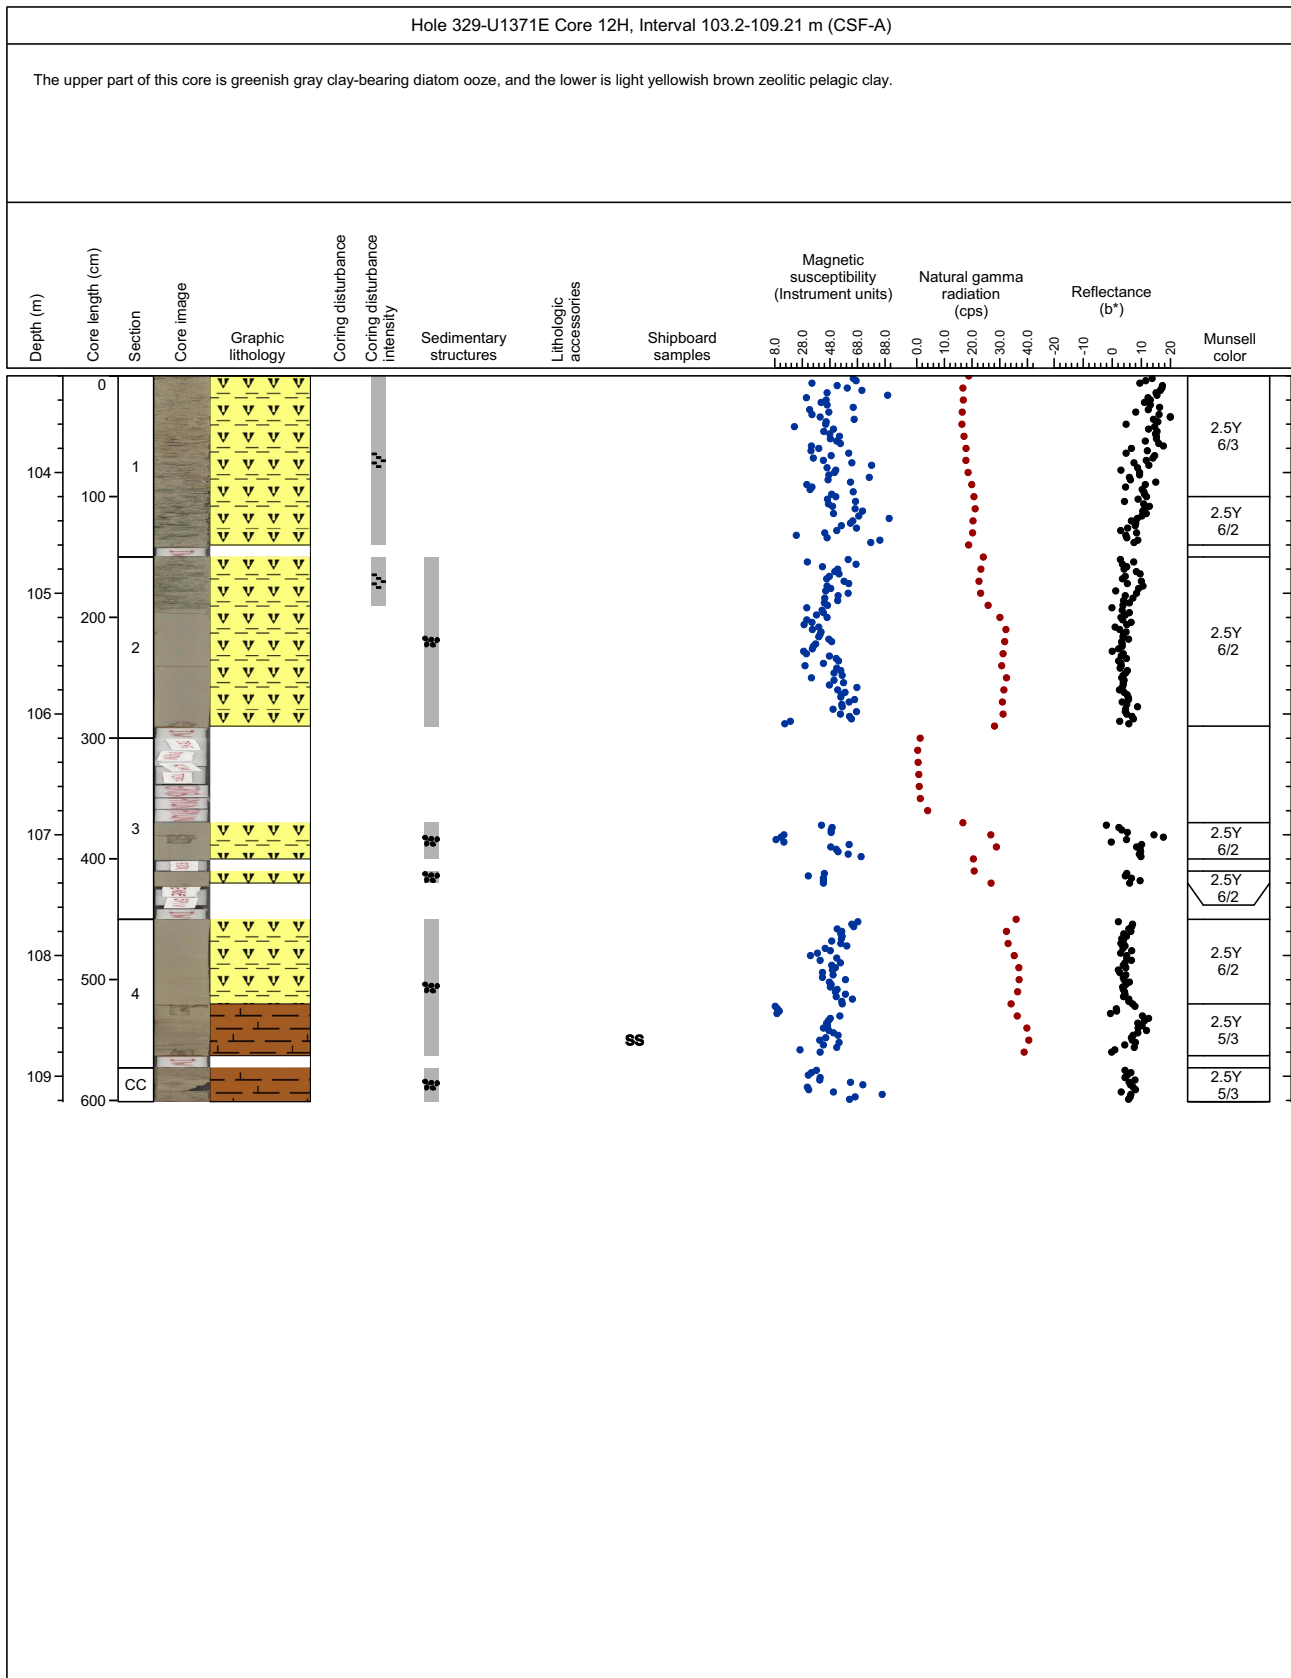 Hole 329-U1371E Core 12H, Interval 103.2-109.21 m (CSF-A)
The upper part of this core is greenish gray clay-bearing diatom ooze, and the lower is light yellowish brown zeolitic pelagic clay.
Depth (m)
Core length (cm)
Section
Core image
Graphic
lithology
Coring disturbance
Coring disturbance
intensity
Sedimentary
structures
Lithologic
accessories
Shipboard
samples
Magnetic
susceptibility
(Instrument units)
8.0 28.0 48.0 68.0 88.0
Natural gamma
radiation
(cps)
0.0 10.0 20.0 30.0 40.0
Reflectance
(b*)
-20 -10 0 10 20
Munsell
color
0
1
2.5Y
6/3
104
100
2.5Y
6/2
105
200
2
2.5Y
6/2
106
300
3
107
2.5Y
6/2
400
2.5Y
6/2
108
2.5Y
6/2
500
4
2.5Y
5/3
SS
109
CC
2.5Y
5/3
600